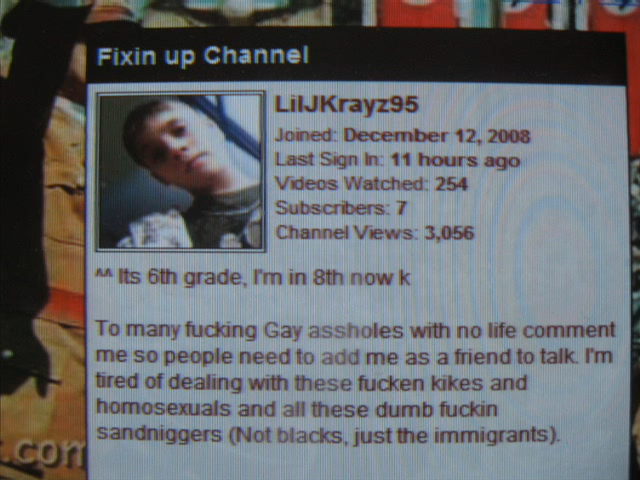 Fixin up Channel
LilJKrayz95
Joined: December 12, 2008
Last Sign In: 11 hours ago
Videos Watched: 254
Subscribers: 7
Channel Views: 3,056
^^ Its 6th grade, I'm in 8th now k
To many fucking Gay assholes with no life comment
me so people need to add me as a friend to talk. I'm
tired of dealing with these fucken kikes and
homosexuals and all these dumb fuckin
sandniggers (Not blacks, just the immigrants).
.com